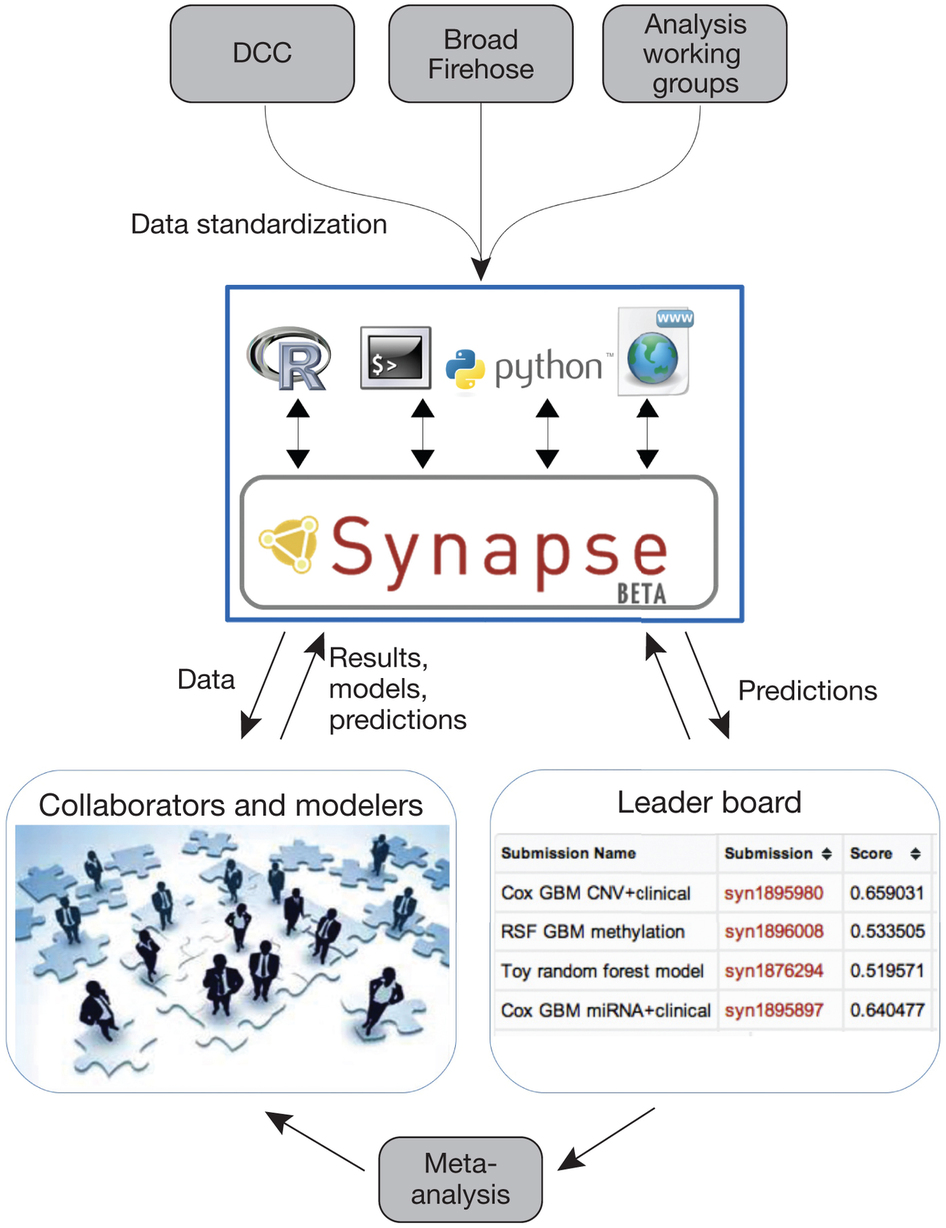 DCC
Broad
Firehose
Analysis
working
groups
Data standardization
R
$>
python™
www
Synapse
BETA
Data
Results,
models,
predictions
Predictions
Collaborators and modelers
Leader board
Submission Name Submission Score
Cox GBM CNV+clinical syn1895980 0.659031
RSF GBM methylation syn1896008 0.533505
Toy random forest model syn1876294 0.519571
Cox GBM miRNA+clinical syn1895897 0.640477
Meta-
analysis